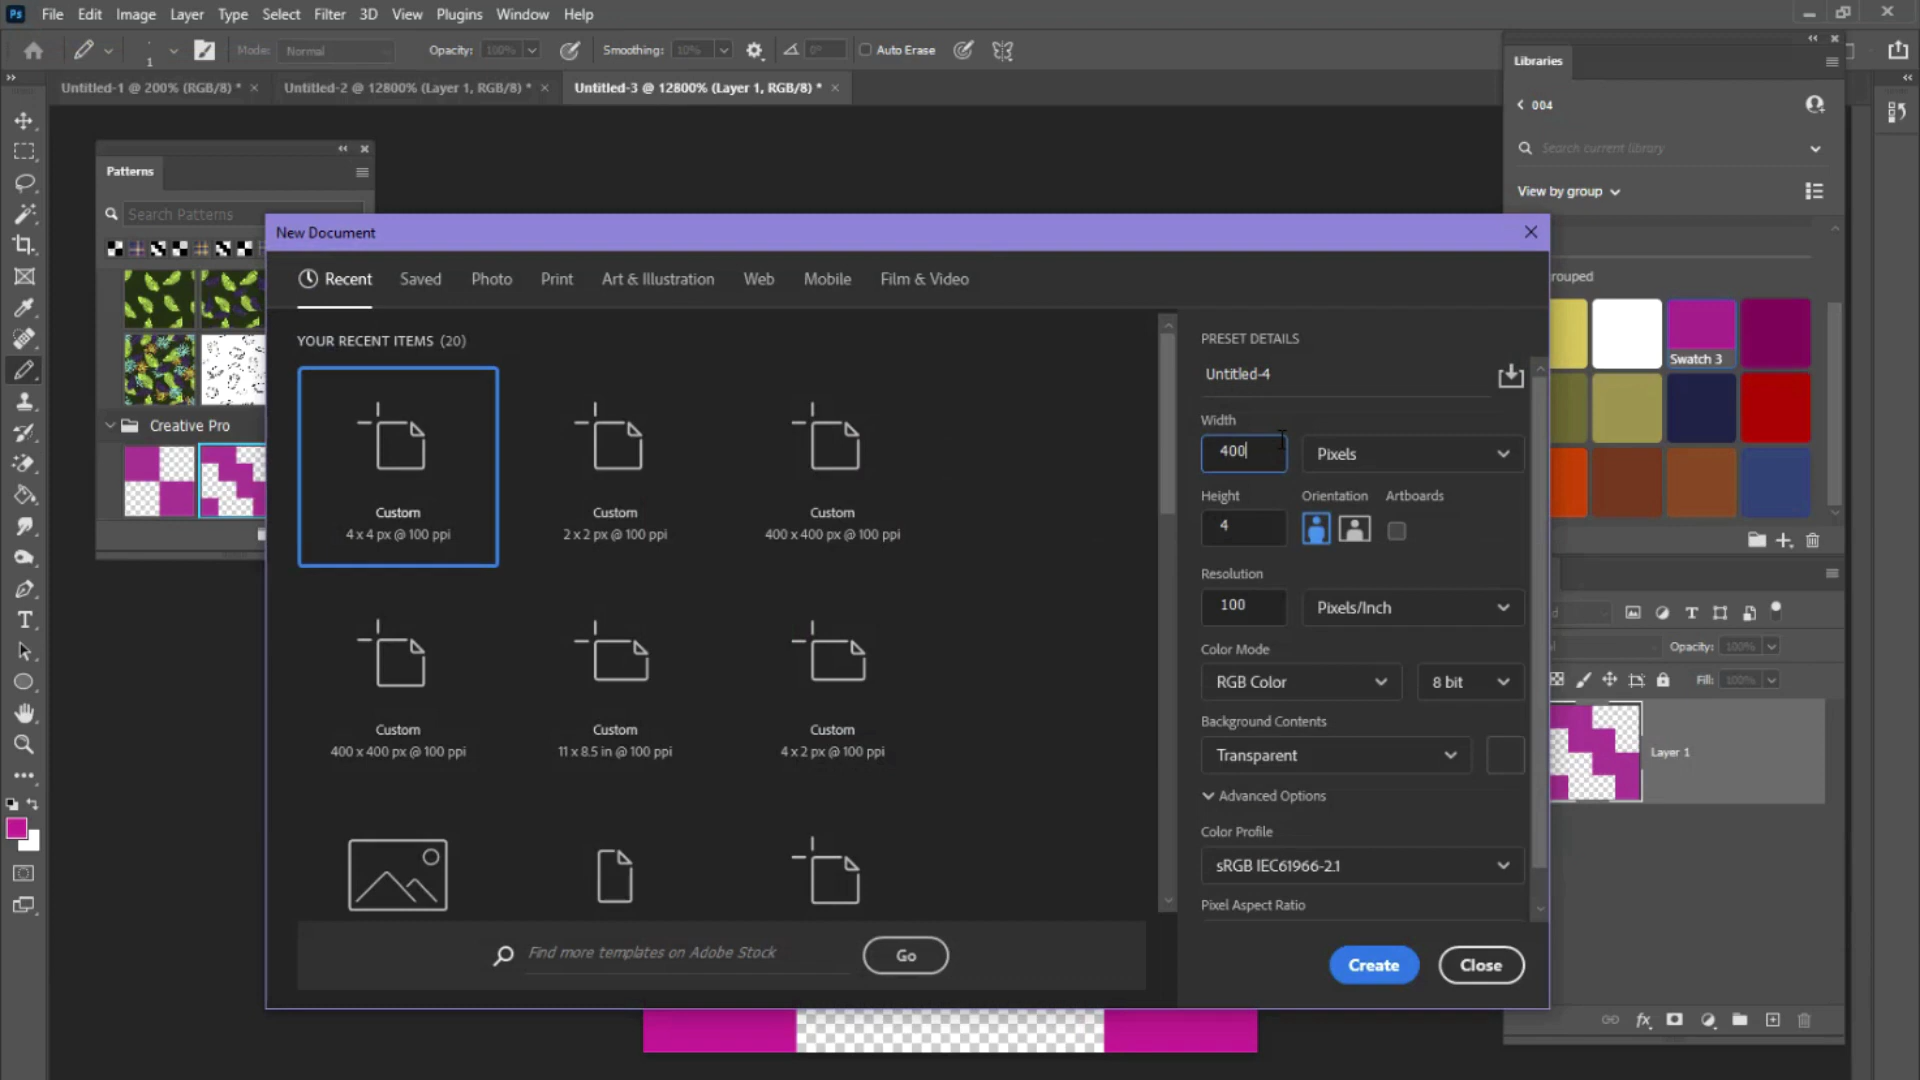 Ps File Edit Image Layer Type Select Filter 3D View Plugins Window Help
1 Mode: Normal Opacity: 100% Smoothing: 10% 0° Auto Erase
Untitled-1 @ 200% (RGB/8) * × Untitled-2 @ 12800% (Layer 1, RGB/8) * × Untitled-3 @ 12800% (Layer 1, RGB/8) * ×
Libraries
004
Search current library
View by group
Patterns
Search Patterns
Creative Pro
New Document
Recent Saved Photo Print Art & Illustration Web Mobile Film & Video
YOUR RECENT ITEMS (20)
Custom
4 x 4 px @ 100 ppi
Custom
2 x 2 px @ 100 ppi
Custom
400 x 400 px @ 100 ppi
Custom
400 x 400 px @ 100 ppi
Custom
11 x 8.5 in @ 100 ppi
Custom
4 x 2 px @ 100 ppi
Find more templates on Adobe Stock Go
PRESET DETAILS
Untitled-4
Width
400 Pixels
Height Orientation Artboards
4
Resolution
100 Pixels/Inch
Color Mode
RGB Color 8 bit
Background Contents
Transparent
Advanced Options
Color Profile
sRGB IEC61966-2.1
Pixel Aspect Ratio
Create Close
rouped
Swatch 3
Opacity: 100%
Fill: 100%
Layer 1
fx